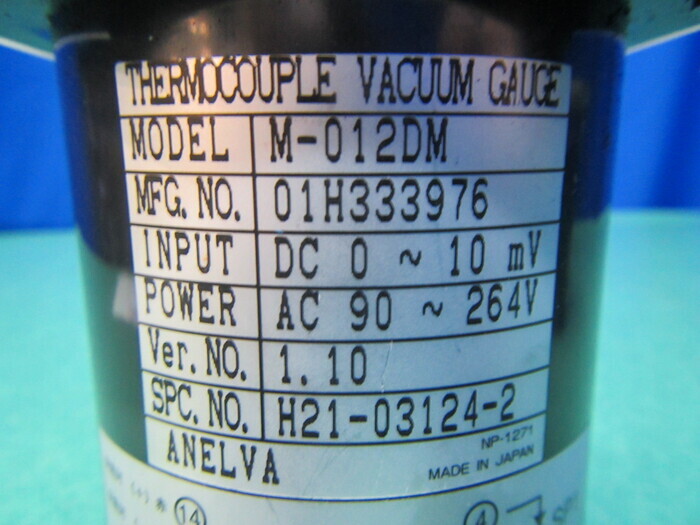 THERMOCOUPLE VACUUM GAUGE
MODEL M-012DM
MFG. NO. 01H333976
INPUT DC 0 ~ 10 mV
POWER AC 90 ~ 264V
Ver. NO. 1.10
SPC. NO. H21-03124-2
NP-1271
ANELVA MADE IN JAPAN
14 4